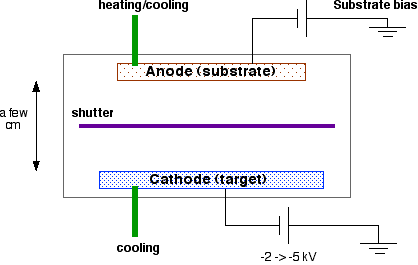 heating/cooling
Substrate bias
Anode (substrate)
a few
cm
shutter
Cathode (target)
cooling
-2 -> -5 kV